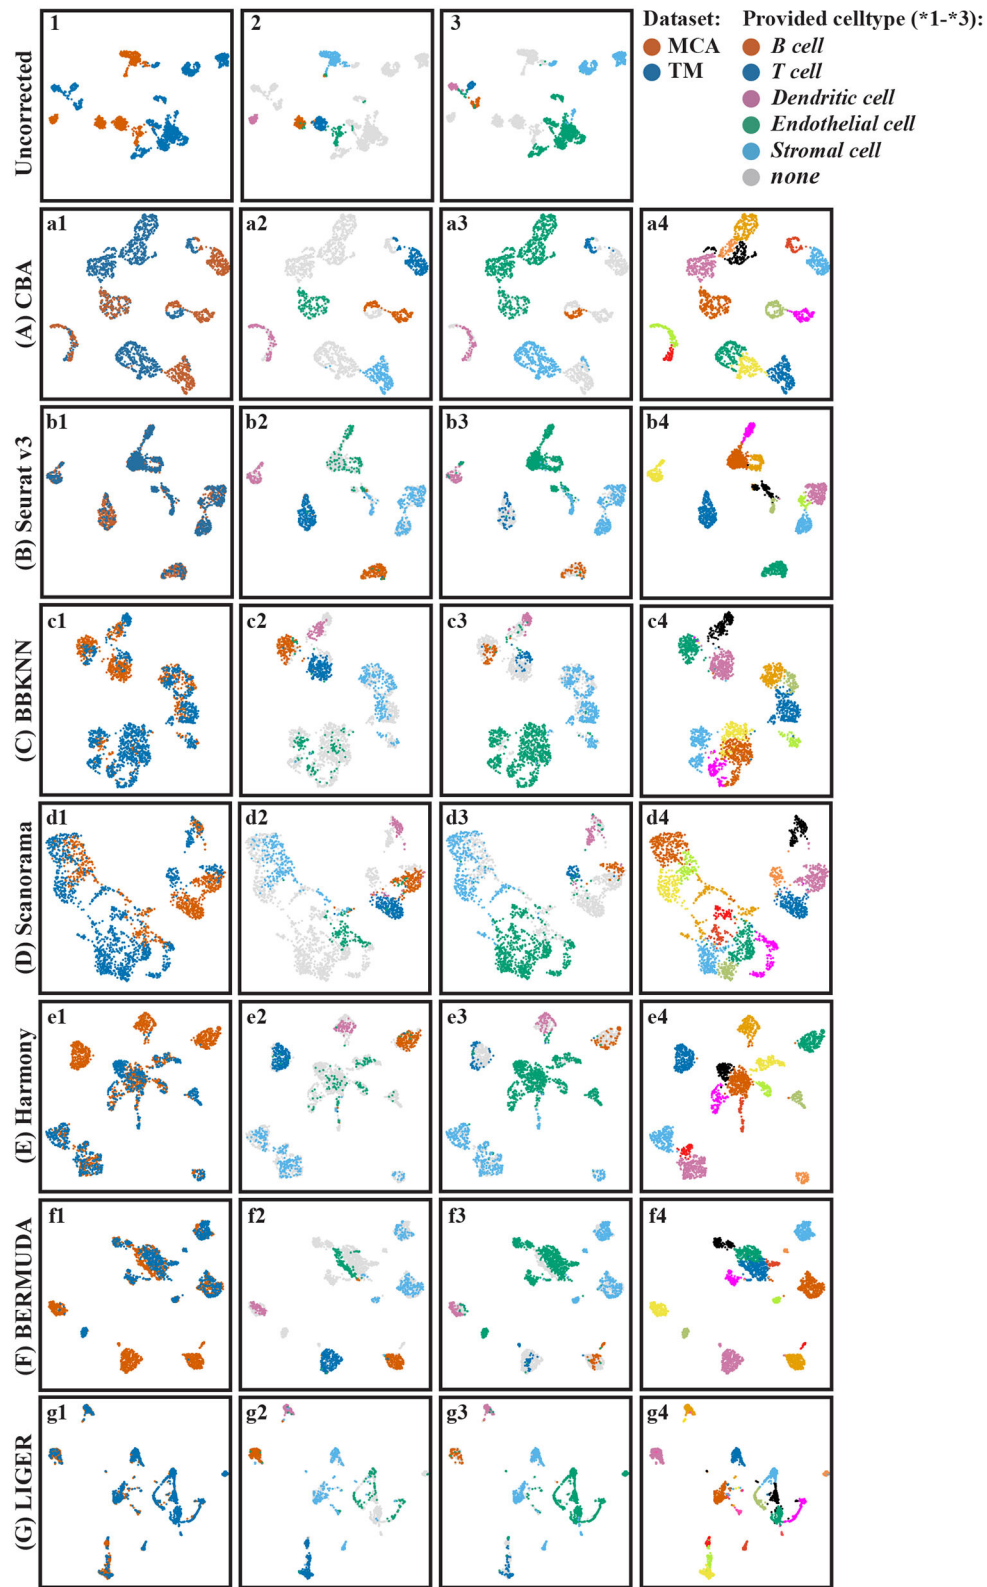 1 2 3
Dataset:
MCA
TM
Provided celltype (*1-*3):
B cell
T cell
Dendritic cell
Endothelial cell
Stromal cell
none
Uncorrected
a1 a2 a3 a4
(A) CBA
b1 b2 b3 b4
(B) Seurat v3
c1 c2 c3 c4
(C) BBKNN
d1 d2 d3 d4
(D) Scanorama
e1 e2 e3 e4
(E) Harmony
f1 f2 f3 f4
(F) BERMUDA
g1 g2 g3 g4
(G) LIGER